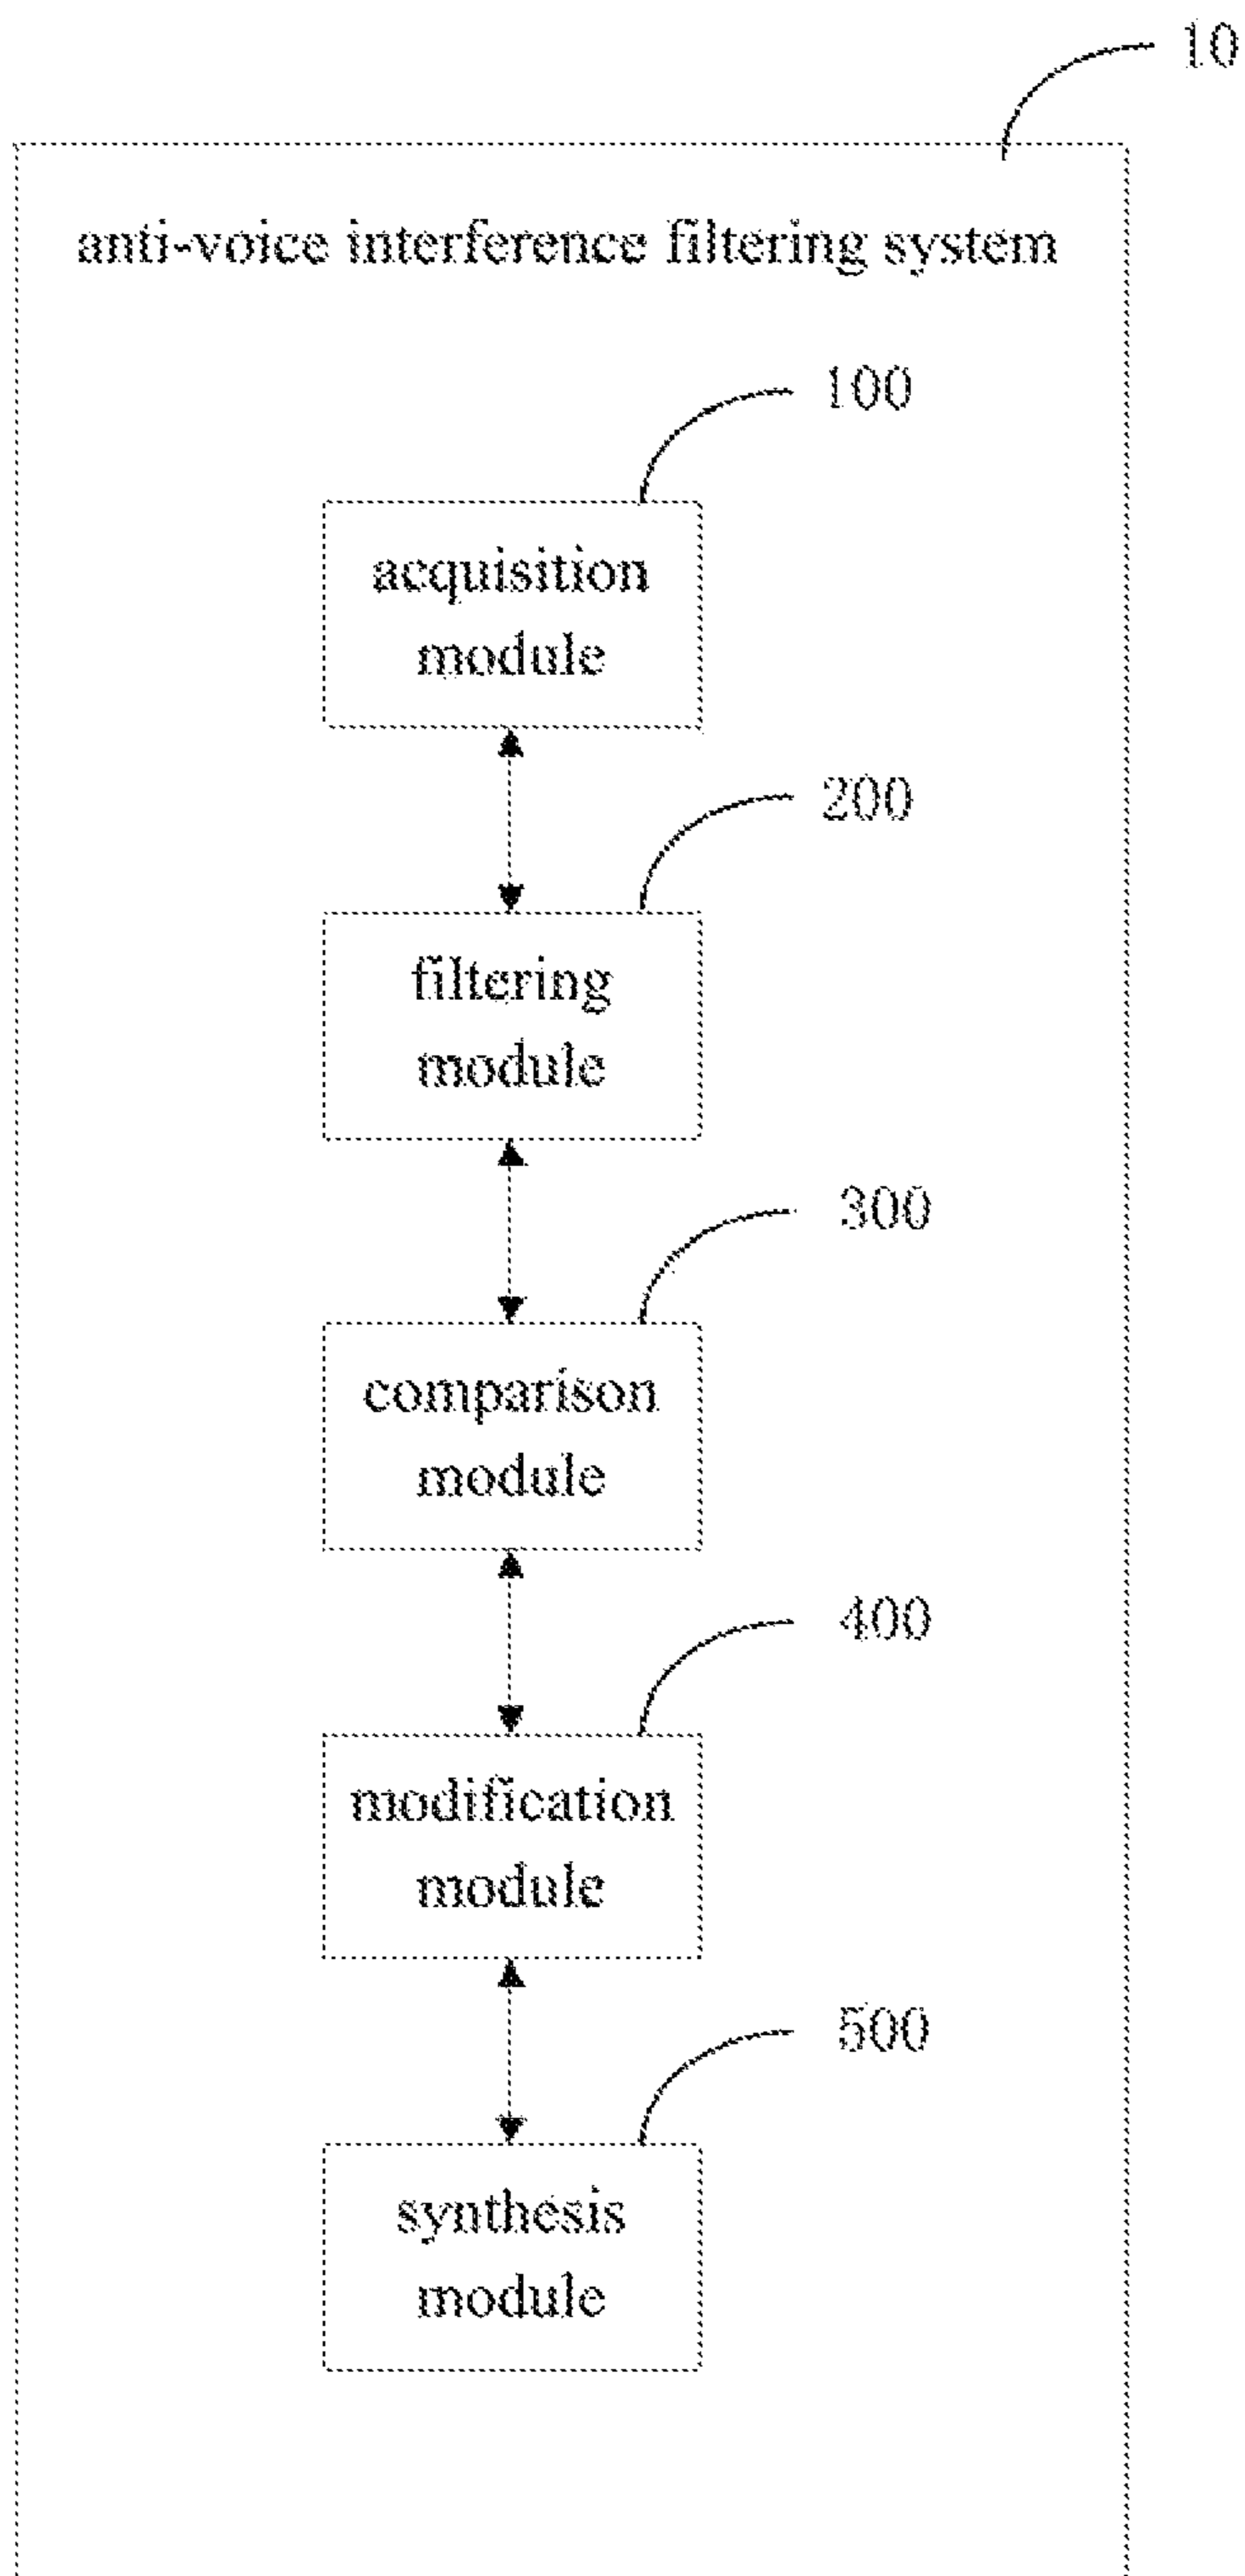 10
anti-voice interference filtering system
100
acquisition
module
200
filtering
module
300
comparison
module
400
modification
module
500
synthesis
module